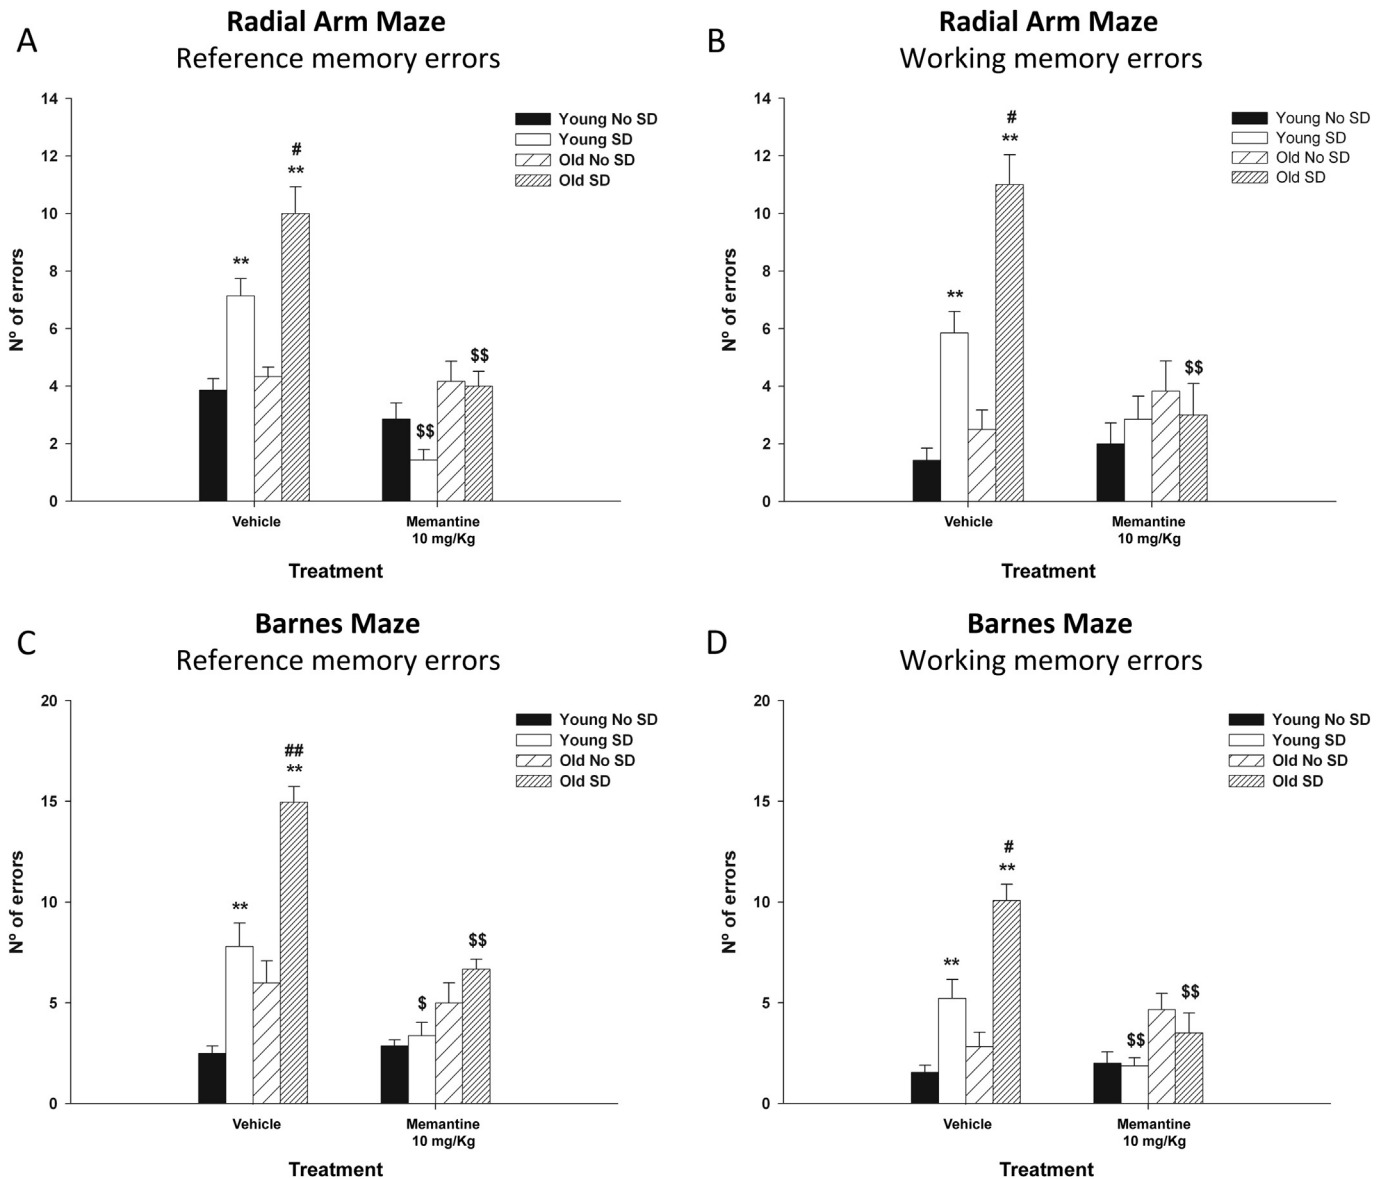 A
Radial Arm Maze
Reference memory errors
14
12
10
8
6
4
2
0
Nº of errors
Young No SD
Young SD
Old No SD
Old SD
**
#
**
$$
$$
Vehicle
Memantine
10 mg/Kg
Treatment
B
Radial Arm Maze
Working memory errors
14
12
10
8
6
4
2
0
Nº of errors
Young No SD
Young SD
Old No SD
Old SD
**
#
**
$$
Vehicle
Memantine
10 mg/Kg
Treatment
C
Barnes Maze
Reference memory errors
20
15
10
5
0
Nº of errors
Young No SD
Young SD
Old No SD
Old SD
**
##
**
$
$$
Vehicle
Memantine
10 mg/Kg
Treatment
D
Barnes Maze
Working memory errors
20
15
10
5
0
Nº of errors
Young No SD
Young SD
Old No SD
Old SD
**
#
**
$$
$$
Vehicle
Memantine
10 mg/Kg
Treatment